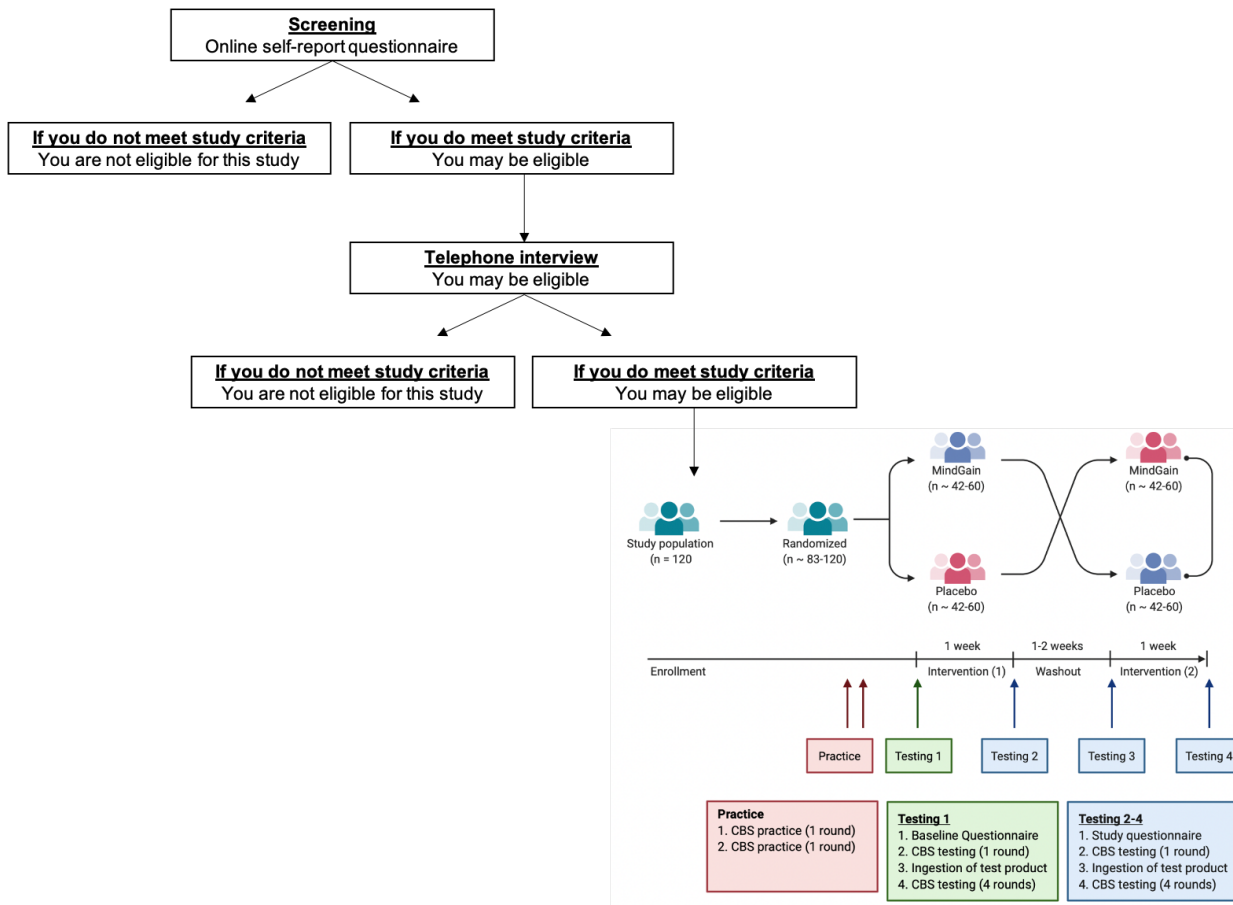 Screening
Online self-report questionnaire
If you do not meet study criteria
You are not eligible for this study
If you do meet study criteria
You may be eligible
Telephone interview
You may be eligible
If you do not meet study criteria
You are not eligible for this study
If you do meet study criteria
You may be eligible
Study population
(n = 120
Randomized
(n ~ 83-120)
MindGain
(n ~ 42-60)
Placebo
(n ~ 42-60)
MindGain
(n ~ 42-60)
Placebo
(n ~ 42-60)
Enrollment
1 week
Intervention (1)
1-2 weeks
Washout
1 week
Intervention (2)
Practice
Testing 1
Testing 2
Testing 3
Testing 4
Practice
1. CBS practice (1 round)
2. CBS practice (1 round)
Testing 1
1. Baseline Questionnaire
2. CBS testing (1 round)
3. Ingestion of test product
4. CBS testing (4 rounds)
Testing 2-4
1. Study questionnaire
2. CBS testing (1 round)
3. Ingestion of test product
4. CBS testing (4 rounds)